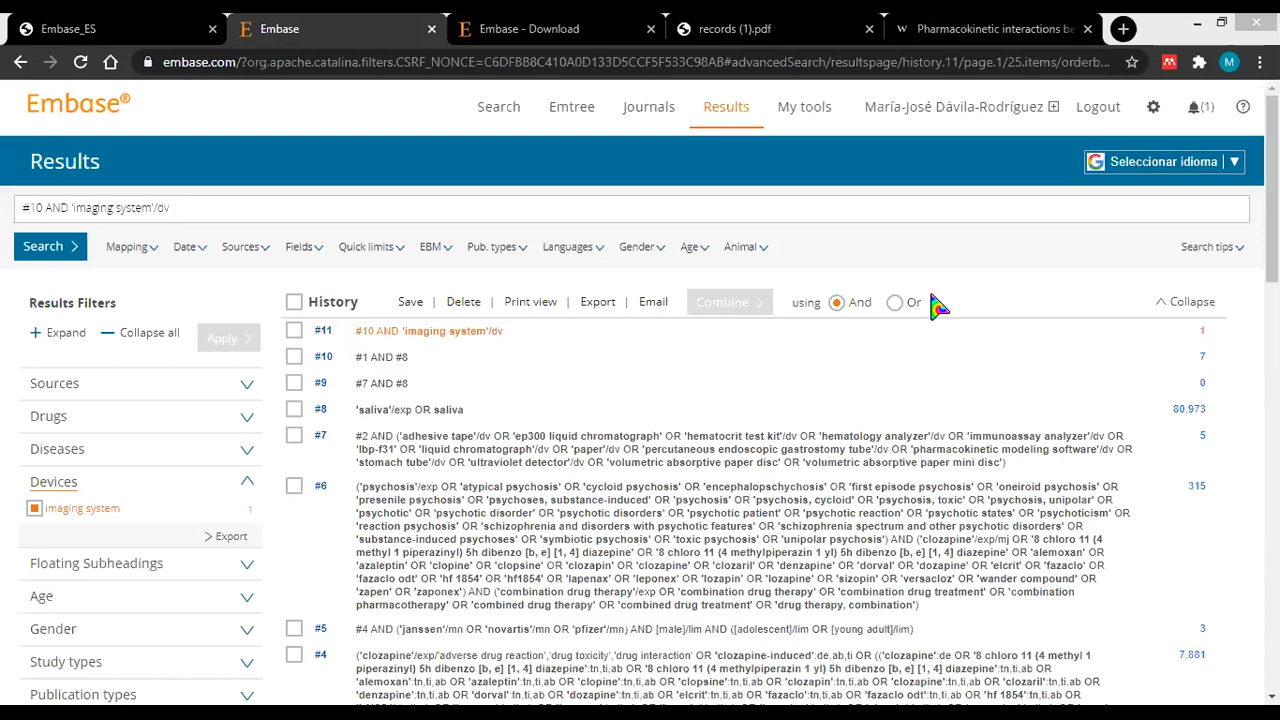 Embase_ES
Embase
Embase - Download
records (1).pdf
Pharmacokinetic interactions be
embase.com/?org.apache.catalina.filters.CSRF_NONCE=C6DFBB8C410A0D133D5CCF5F533C98AB#advancedSearch/resultspage/history.11/page.1/25.items/orderb...
M
Embase®
Search
Emtree
Journals
Results
My tools
María-José Dávila-Rodríguez
Logout
(1)
Results
Seleccionar idioma
#10 AND 'imaging system'/dv
Search
Mapping
Date
Sources
Fields
Quick limits
EBM
Pub. types
Languages
Gender
Age
Animal
Search tips
Results Filters
+ Expand
— Collapse all
Apply >
Sources
Drugs
Diseases
Devices
imaging system 1
> Export
Floating Subheadings
Age
Gender
Study types
Publication types
History
Save | Delete | Print view | Export | Email
Combine >
using And Or
Collapse
#11 #10 AND 'imaging system'/dv 1
#10 #1 AND #8 7
#9 #7 AND #8 0
#8 'saliva'/exp OR saliva 80,973
#7 #2 AND ('adhesive tape'/dv OR 'ep300 liquid chromatograph' OR 'hematocrit test kit'/dv OR 'hematology analyzer'/dv OR 'immunoassay analyzer'/dv OR 5
'lbp-f31' OR 'liquid chromatograph'/dv OR 'paper'/dv OR 'percutaneous endoscopic gastrostomy tube'/dv OR 'pharmacokinetic modeling software'/dv OR
'stomach tube'/dv OR 'ultraviolet detector'/dv OR 'volumetric absorptive paper disc' OR 'volumetric absorptive paper mini disc')
#6 ('psychosis'/exp OR 'atypical psychosis' OR 'cycloid psychosis' OR 'encephalopschychosis' OR 'first episode psychosis' OR 'oneiroid psychosis' OR 315
'presenile psychosis' OR 'psychoses, substance-induced' OR 'psychosis' OR 'psychosis, cycloid' OR 'psychosis, toxic' OR 'psychosis, unipolar' OR
'psychotic' OR 'psychotic disorder' OR 'psychotic disorders' OR 'psychotic patient' OR 'psychotic reaction' OR 'psychotic states' OR 'psychoticism' OR
'reaction psychosis' OR 'schizophrenia and disorders with psychotic features' OR 'schizophrenia spectrum and other psychotic disorders' OR
'substance-induced psychoses' OR 'symbiotic psychosis' OR 'toxic psychosis' OR 'unipolar psychosis') AND ('clozapine'/exp/mj OR '8 chloro 11 (4
methyl 1 piperazinyl) 5h dibenzo [b, e] [1, 4] diazepine' OR '8 chloro 11 (4 methylpiperazin 1 yl) 5h dibenzo [b, e] [1, 4] diazepine' OR 'alemoxan' OR
'azaleptin' OR 'clopine' OR 'clopsine' OR 'clozapin' OR 'clozapine' OR 'clozaril' OR 'denzapine' OR 'dorval' OR 'dozapine' OR 'elcrit' OR 'fazaclo' OR
'fazaclo odt' OR 'hf 1854' OR 'hf1854' OR 'lapenax' OR 'leponex' OR 'lozapin' OR 'lozapine' OR 'sizopin' OR 'versacloz' OR 'wander compound' OR
'zapen' OR 'zaponex') AND ('combination drug therapy'/exp OR 'combination drug therapy' OR 'combination drug treatment' OR 'combination
pharmacotherapy' OR 'combined drug therapy' OR 'combined drug treatment' OR 'drug therapy, combination')
#5 #4 AND ('janssen'/mn OR 'novartis'/mn OR 'pfizer'/mn) AND [male]/lim AND ([adolescent]/lim OR [young adult]/lim) 3
#4 ('clozapine'/exp/'adverse drug reaction','drug toxicity','drug interaction' OR 'clozapine-induced':de,ab,ti OR (('clozapine':de OR '8 chloro 11 (4 methyl 1 7,881
piperazinyl) 5h dibenzo [b, e] [1, 4] diazepine':tn,ti,ab OR '8 chloro 11 (4 methylpiperazin 1 yl) 5h dibenzo [b, e] [1, 4] diazepine':tn,ti,ab OR
'alemoxan':tn,ti,ab OR 'azaleptin':tn,ti,ab OR 'clopine':tn,ti,ab OR 'clopsine':tn,ti,ab OR 'clozapin':tn,ti,ab OR 'clozaril':tn,ti,ab OR
'denzapine':tn,ti,ab OR 'dorval':tn,ti,ab OR 'dozapine':tn,ti,ab OR 'elcrit':tn,ti,ab OR 'fazaclo':tn,ti,ab OR 'fazaclo odt':tn,ti,ab OR 'hf 1854':tn,ti,ab OR